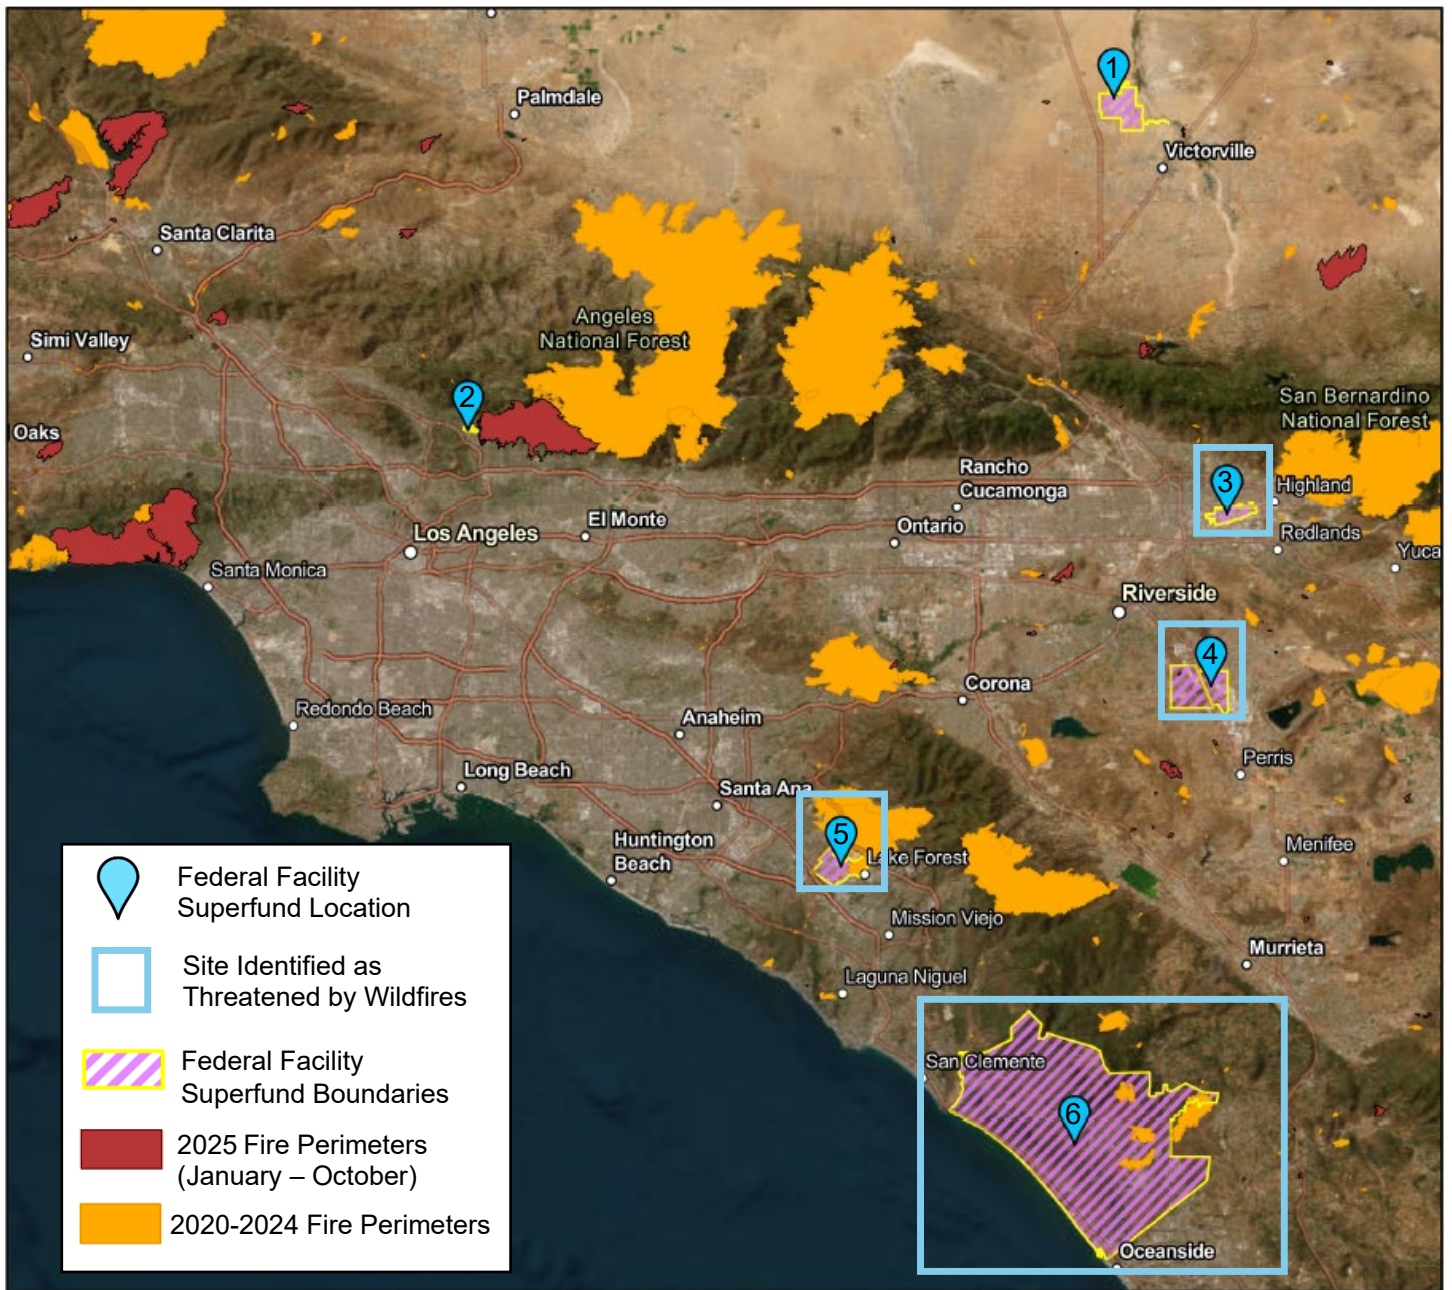 1
Palmdale
Victorville
Santa Clarita
Angeles
National Forest
Simi Valley
2
San Bernardino
National Forest
Oaks
Rancho
Cucamonga
3
Highland
El Monte
Ontario
Los Angeles
Redlands
Yuca
Santa Monica
Riverside
4
Corona
Redondo Beach
Anaheim
Perris
Long Beach
Santa Ana
5
Huntington
Beach
Lake Forest
Menifee
Mission Viejo
Murrieta
Laguna Niguel
San Clemente
6
Oceanside
Federal Facility
Superfund Location
Site Identified as
Threatened by Wildfires
Federal Facility
Superfund Boundaries
2025 Fire Perimeters
(January – October)
2020-2024 Fire Perimeters